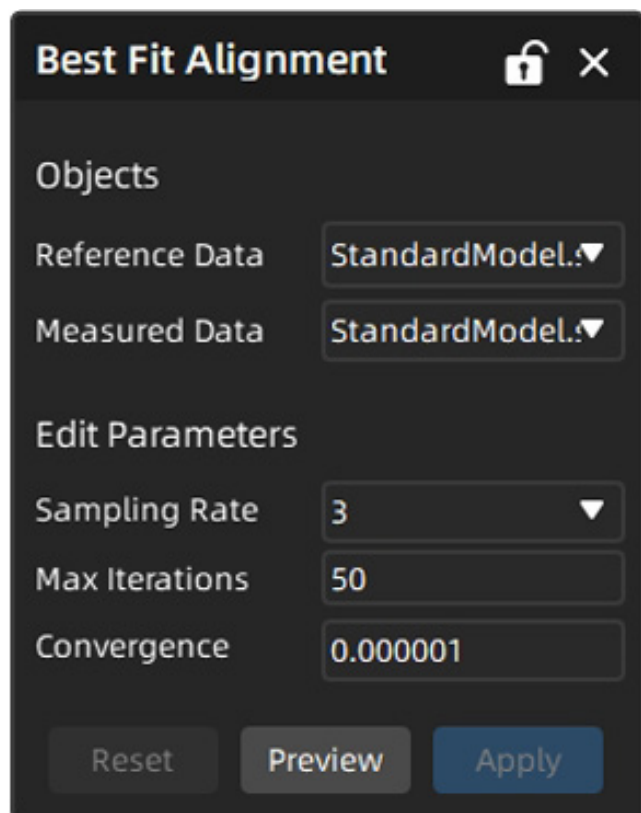 Best Fit Alignment
Objects
Reference Data StandardModel.s
Measured Data StandardModel.s
Edit Parameters
Sampling Rate 3
Max Iterations 50
Convergence 0.000001
Reset Preview Apply